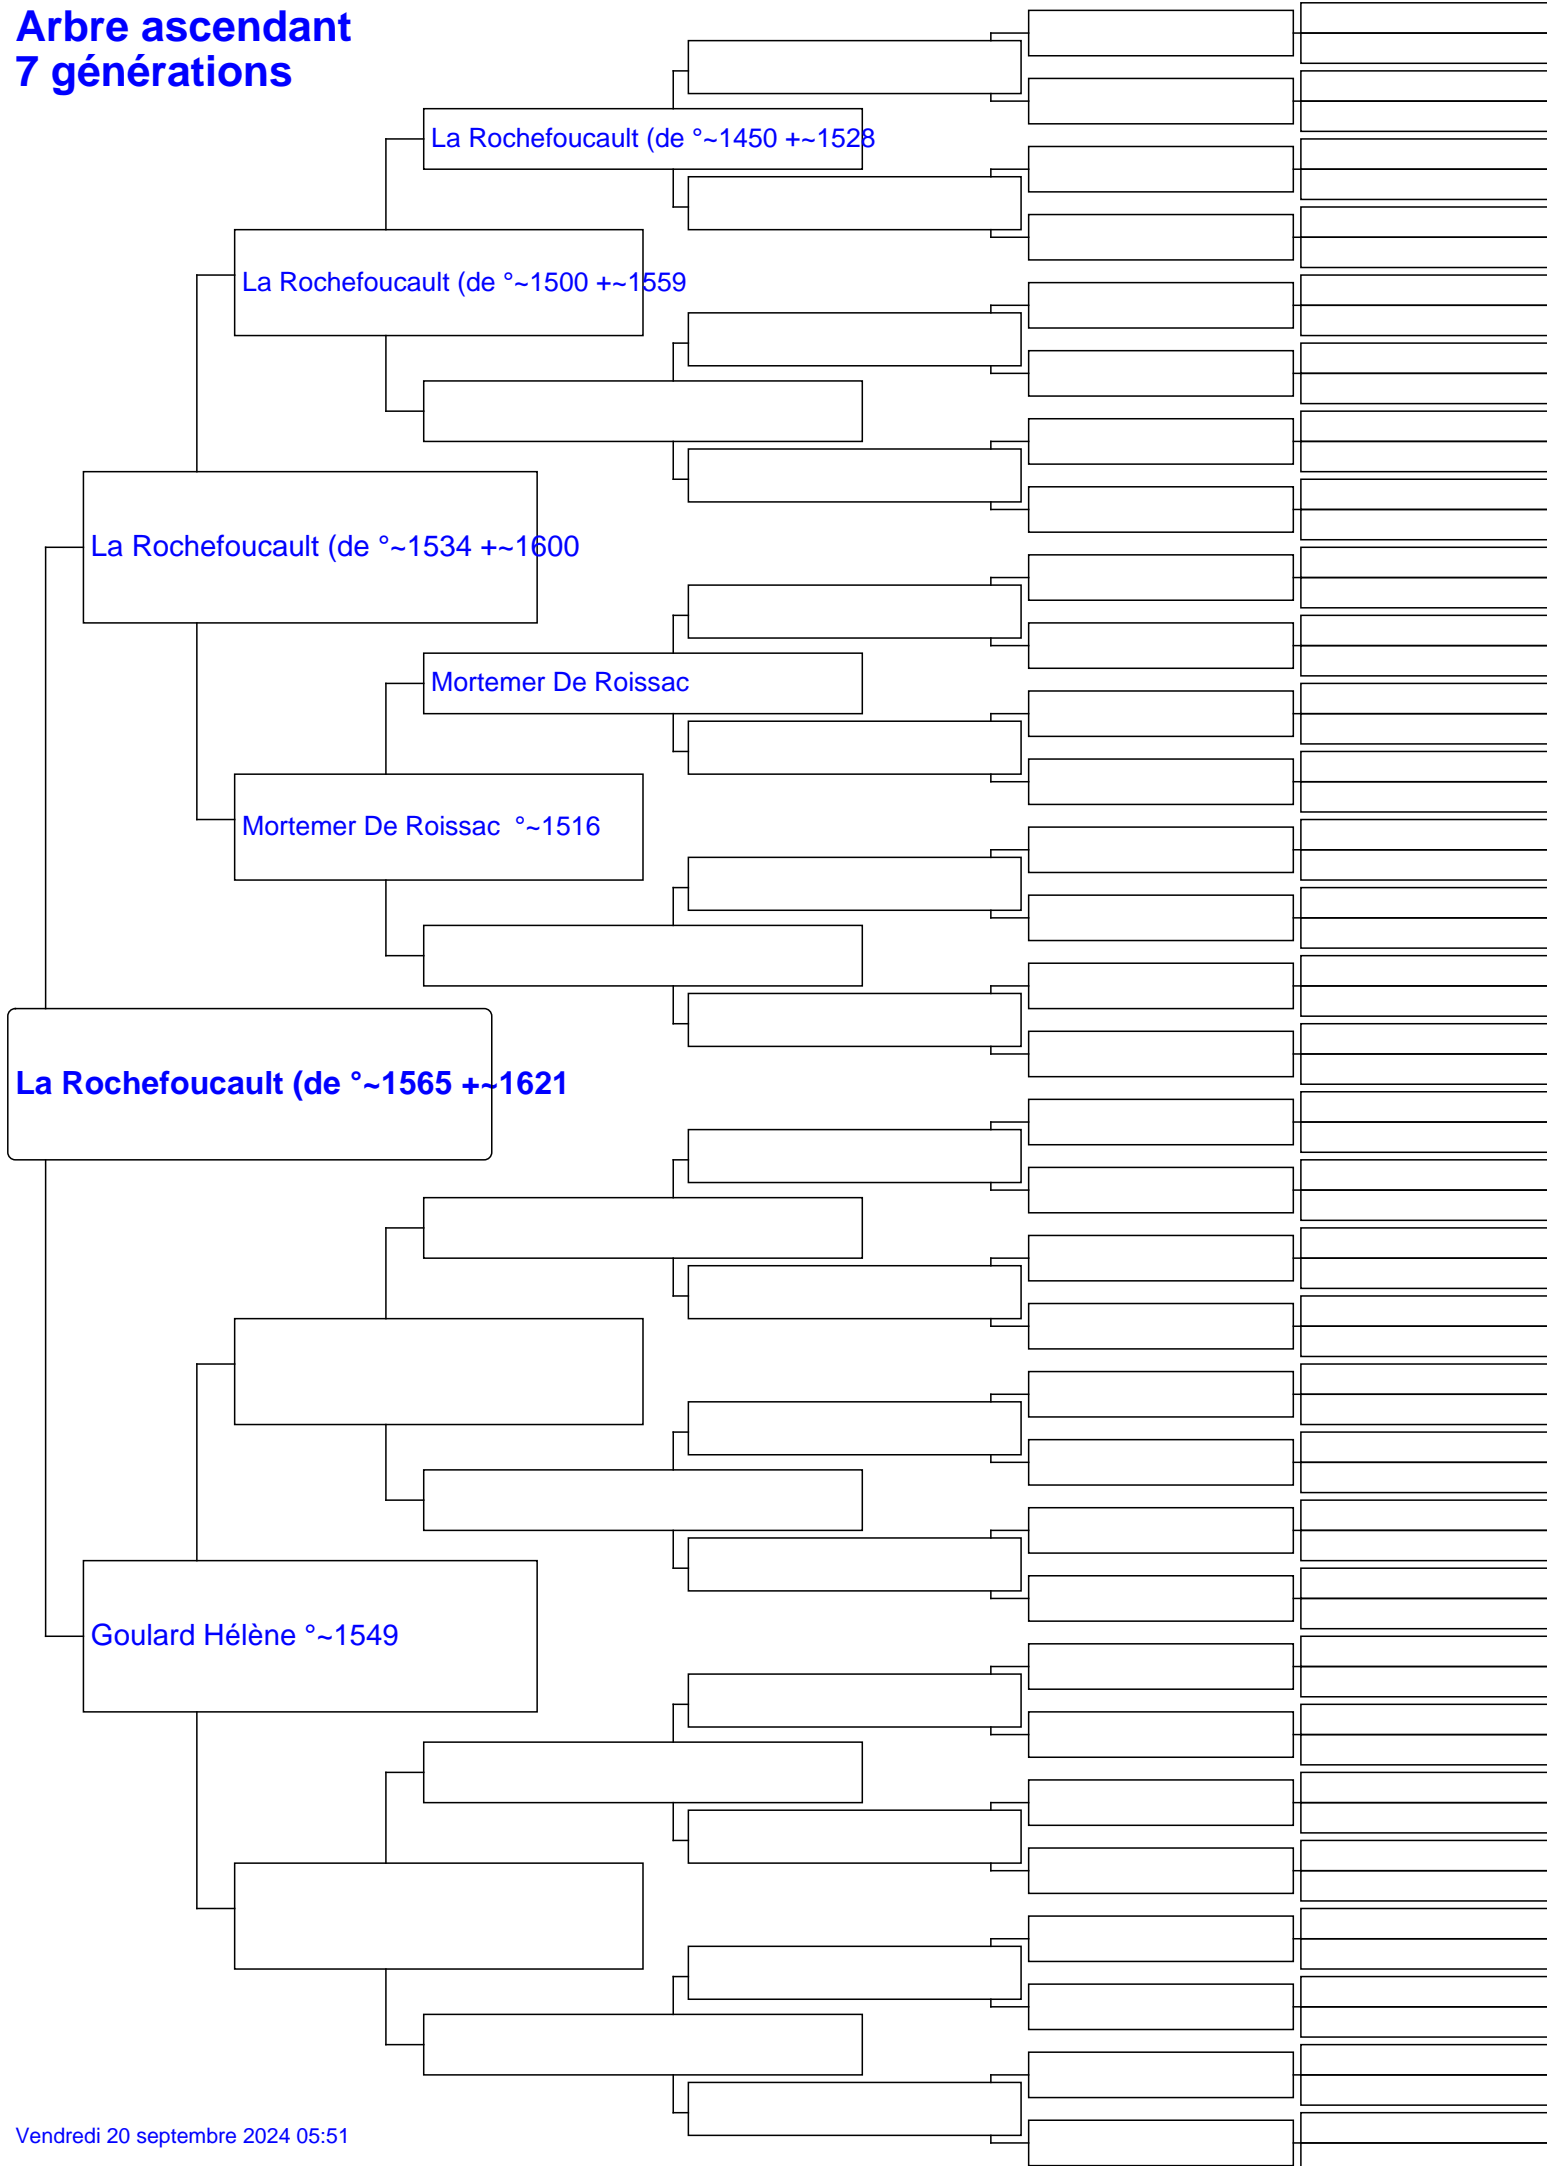 Arbre ascendant
7 générations
La Rochefoucault (de °~1450 +~1528
La Rochefoucault (de °~1500 +~1559
La Rochefoucault (de °~1534 +~1600
Mortemer De Roissac
Mortemer De Roissac  °~1516
La Rochefoucault (de °~1565 +~1621
Goulard Hélène °~1549
Vendredi 20 septembre 2024 05:51